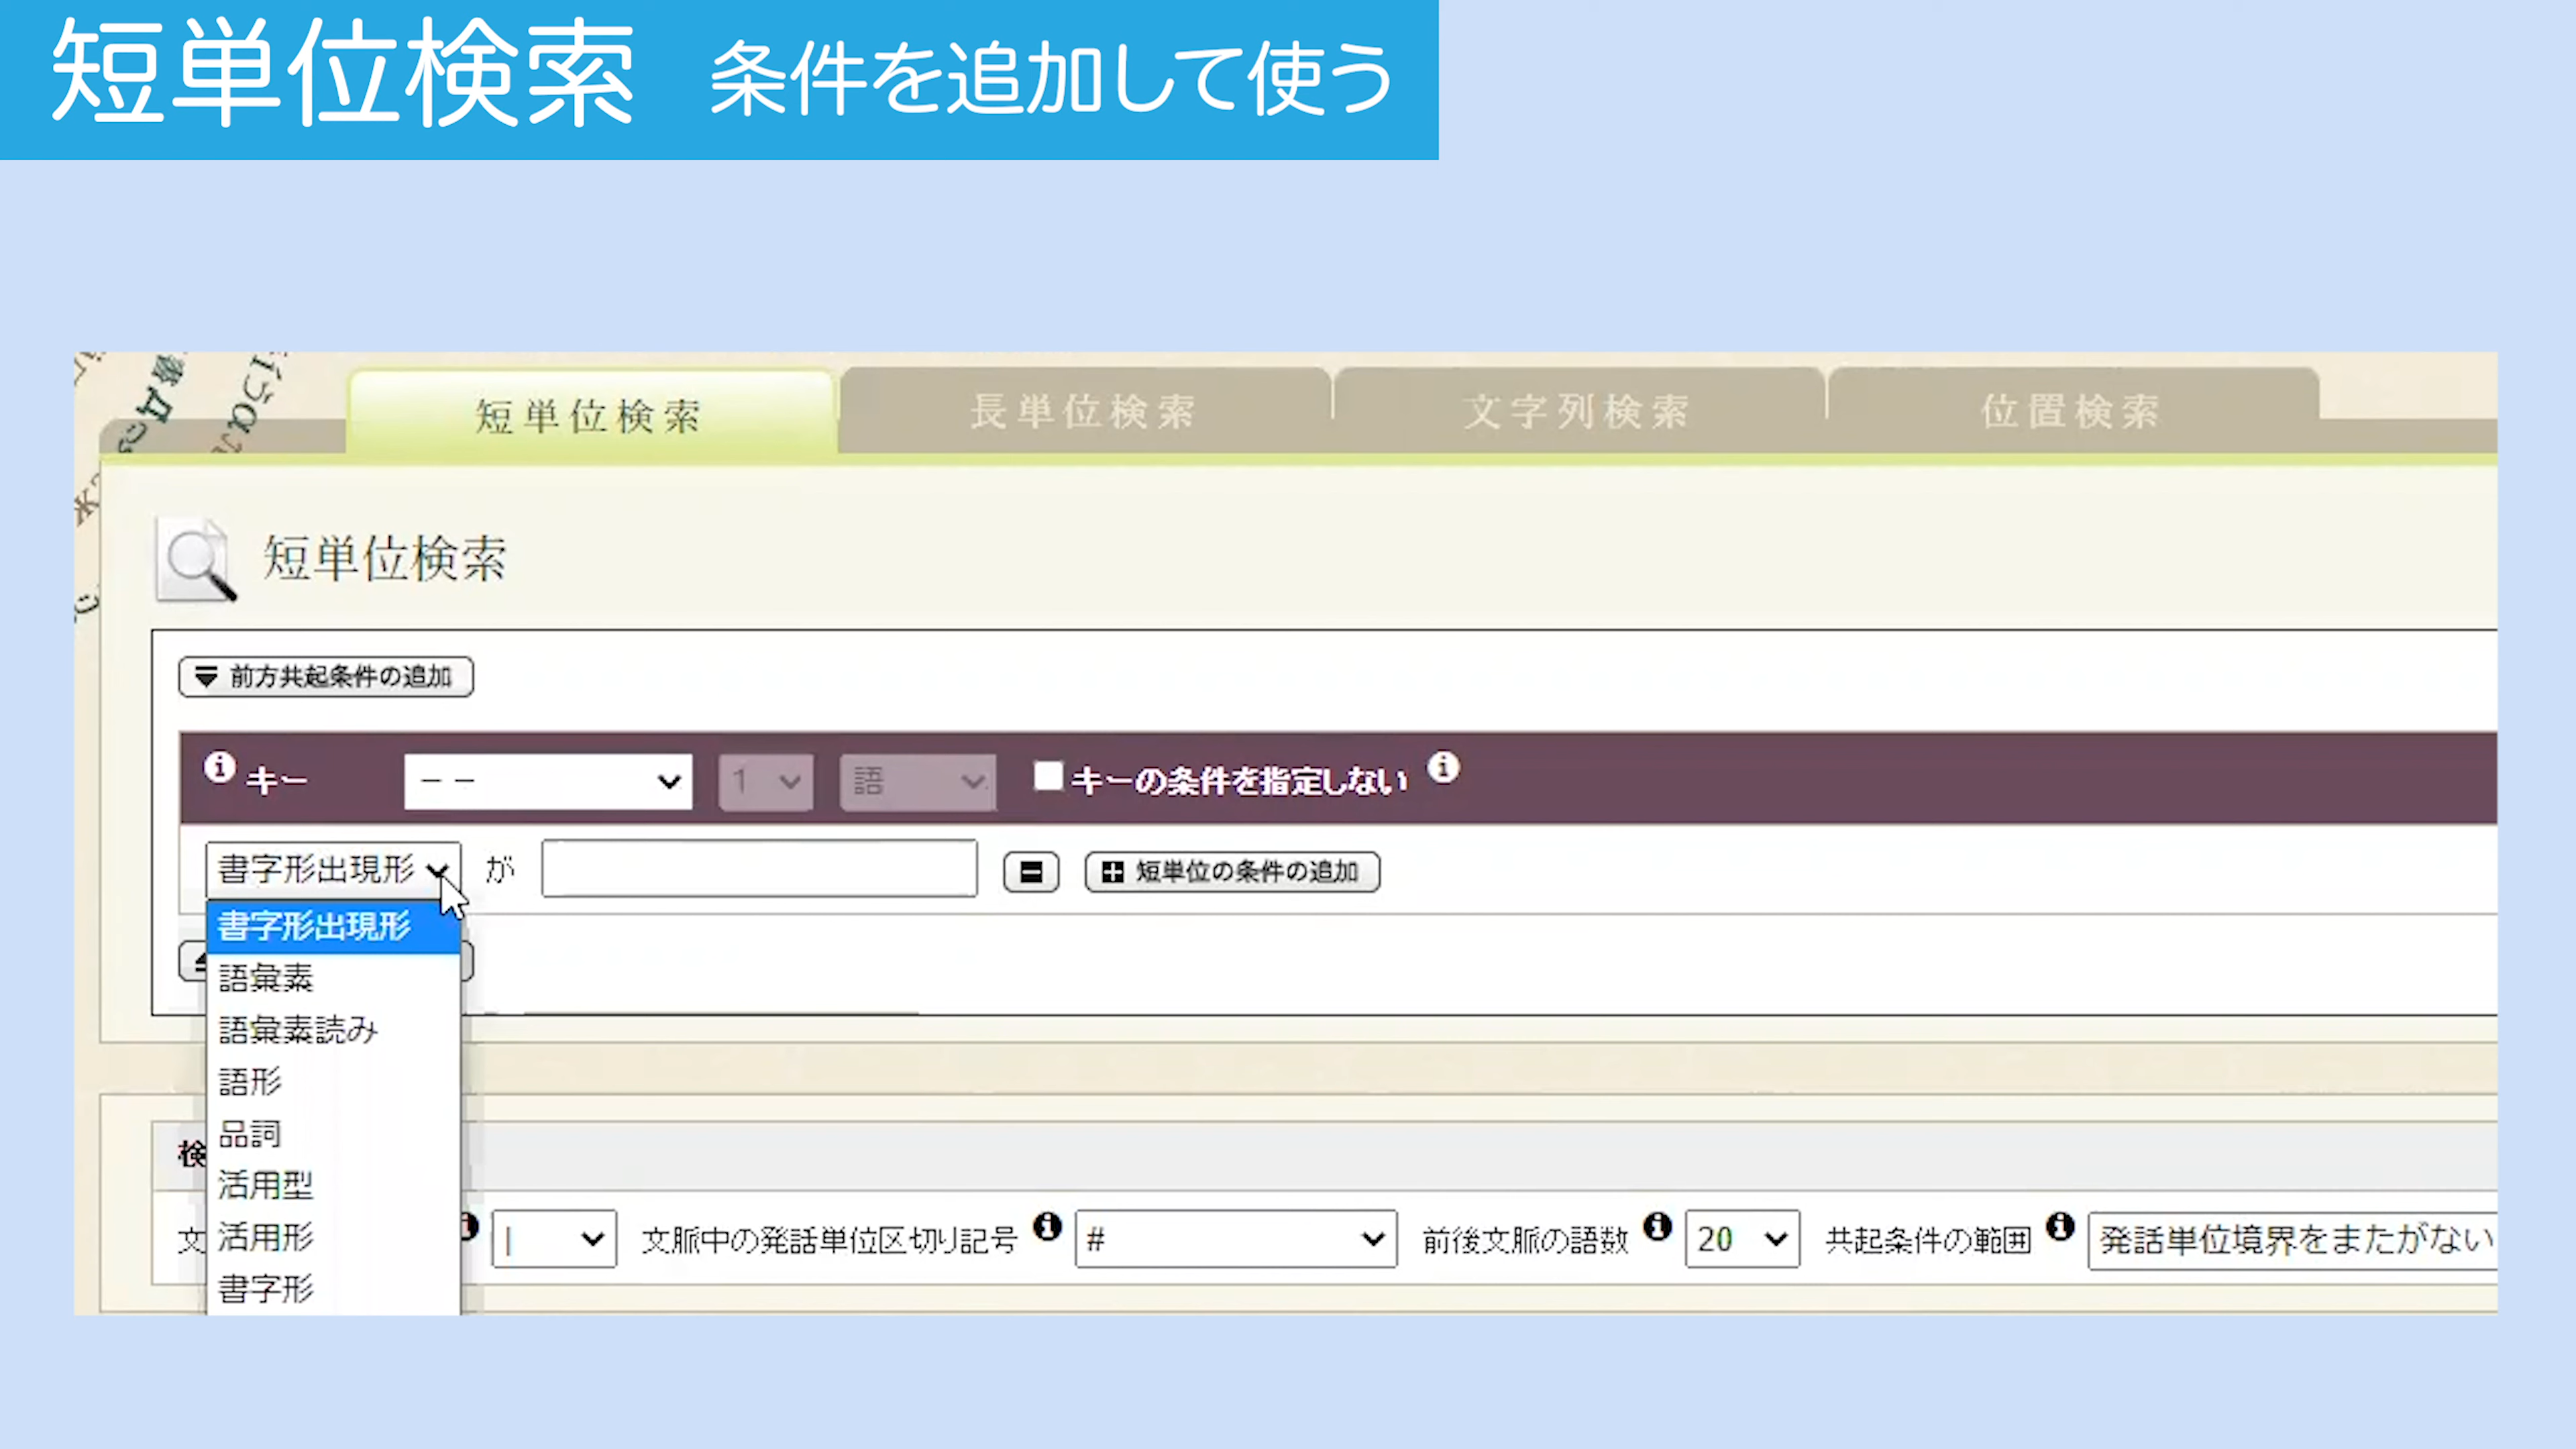 短単位検索 条件を追加して使う
短単位検索 長単位検索 文字列検索 位置検索
短単位検索
前方共起条件の追加
キー -- 1 語 キーの条件を指定しない
書字形出現形 が 短単位の条件の追加
書字形出現形
語彙素
語彙素読み
語形
品詞
検
活用型
文 | 文脈中の発話単位区切り記号 # 前後文脈の語数 20 共起条件の範囲 発話単位境界をまたがない
活用形
書字形